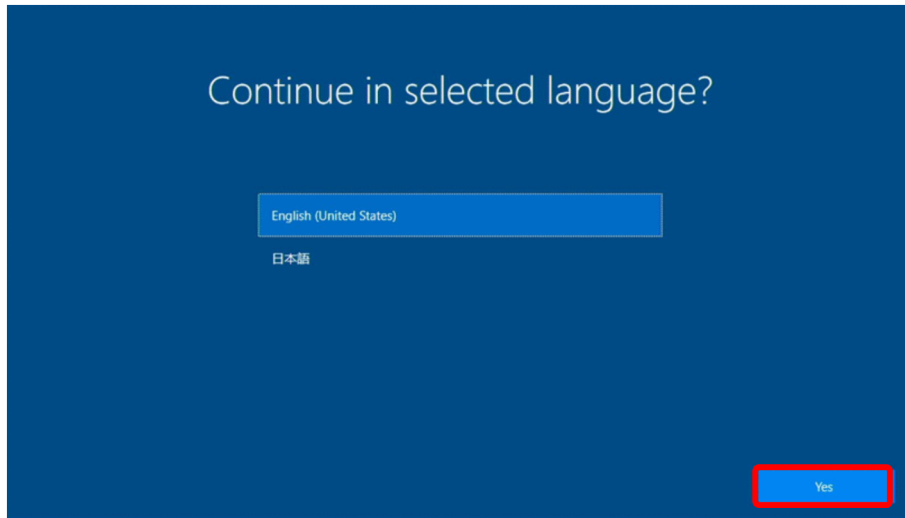 Continue in selected language?
English (United States)
日本語
Yes